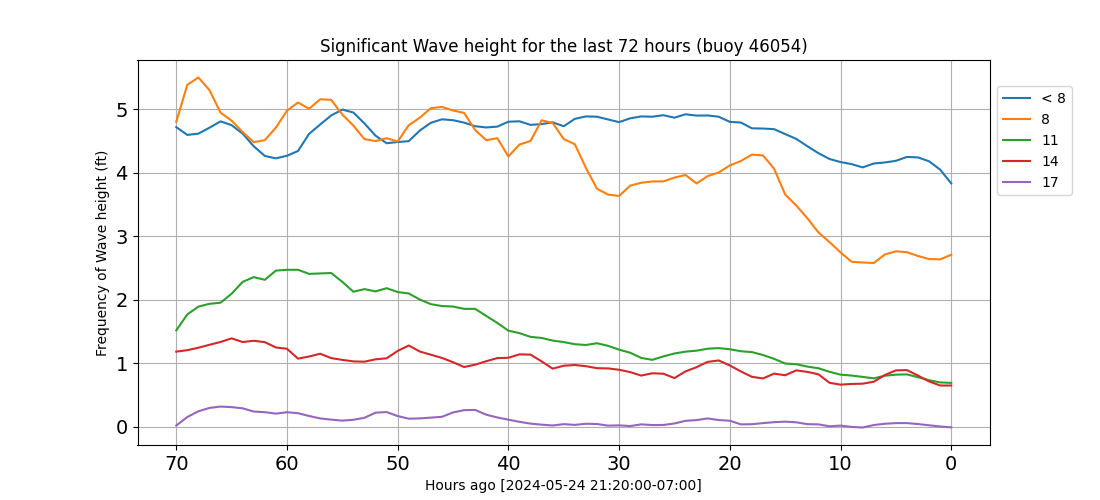 Significant Wave height for the last 72 hours (buoy 46054)
Frequency of Wave height (ft)
5
4
3
2
1
0
70 60 50 40 30 20 10 0
Hours ago [2024-05-24 21:20:00-07:00]
< 8
8
11
14
17